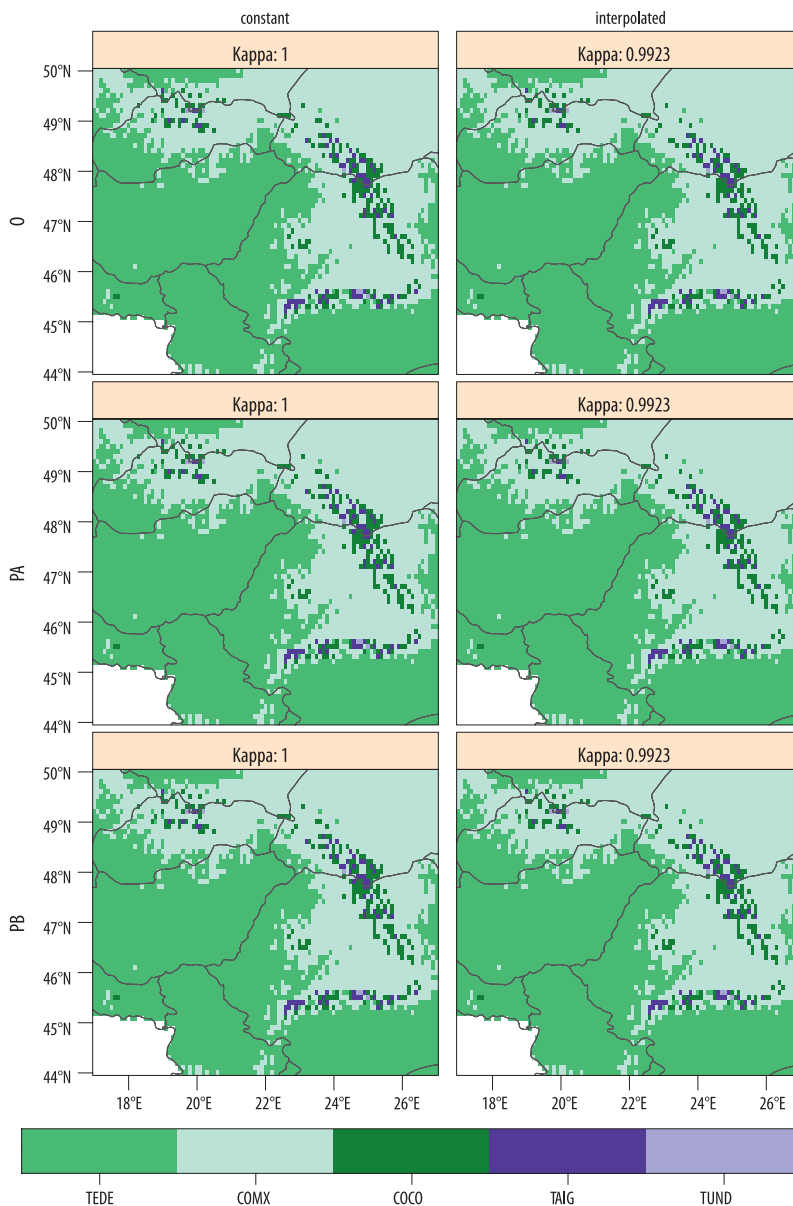 constant interpolated
Kappa: 1 Kappa: 0.9923
50°N
49°N
48°N
47°N
46°N
45°N
44°N
O
Kappa: 1 Kappa: 0.9923
50°N
49°N
48°N
47°N
46°N
45°N
44°N
PA
Kappa: 1 Kappa: 0.9923
50°N
49°N
48°N
47°N
46°N
45°N
44°N
PB
18°E 20°E 22°E 24°E 26°E 18°E 20°E 22°E 24°E 26°E
TEDE COMX COCO TAIG TUND